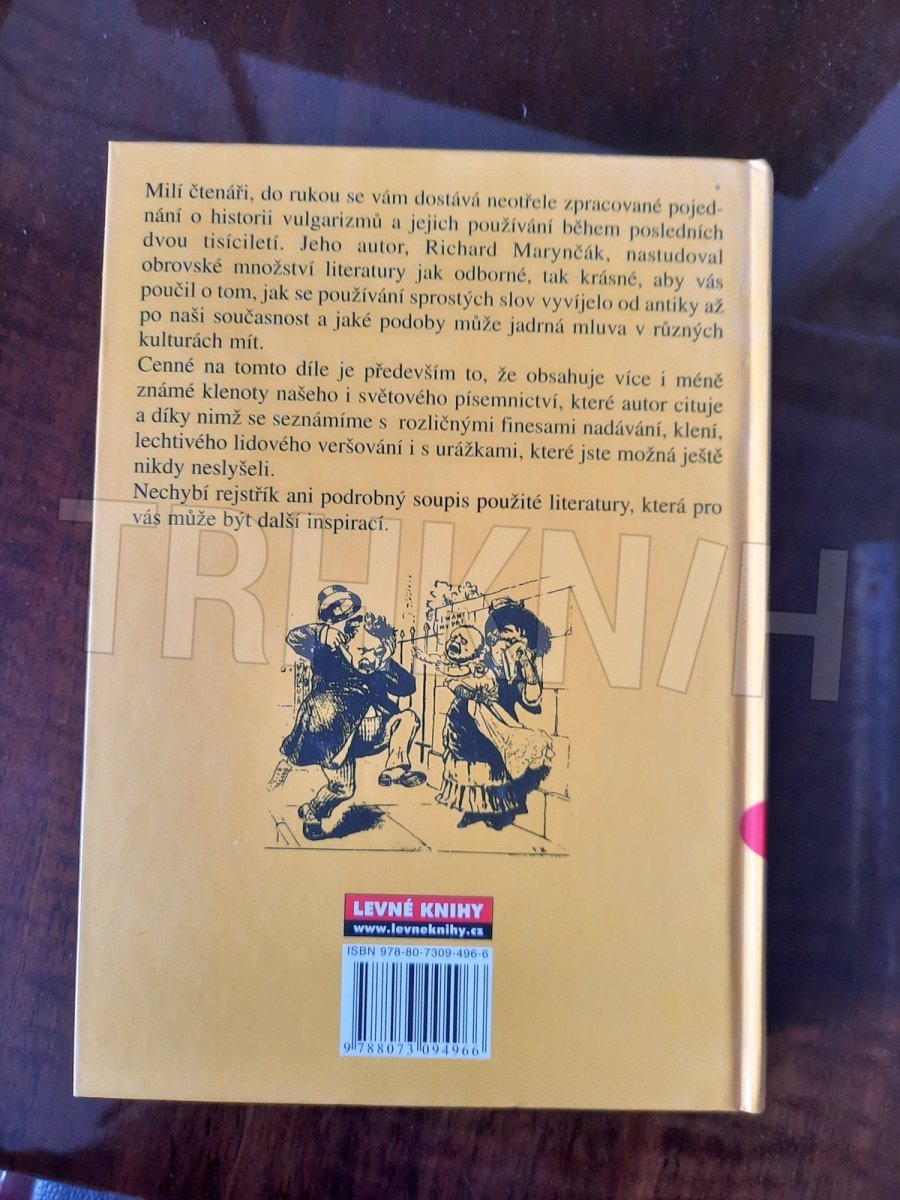 Milí čtenáři, do rukou se vám dostává neotřele zpracované pojed-
nání o historii vulgarizmů a jejich používání během posledních
dvou tisíciletí. Jeho autor, Richard Marynčák, nastudoval
obrovské množství literatury jak odborné, tak krásné, aby vás
poučil o tom, jak se používání sprostých slov vyvíjelo od antiky až
po naši současnost a jaké podoby může jadrná mluva v různých
kulturách mít.
Cenné na tomto díle je především to, že obsahuje více i méně
známé klenoty našeho i světového písemnictví, které autor cituje
a díky nimž se seznámíme s rozličnými finesami nadávání, klení,
lechtivého lidového veršování i s urážkami, které jste možná ještě
nikdy neslyšeli.
Nechybí rejstřík ani podrobný soupis použité literatury, která pro
vás může být další inspirací.
TRHKNIH
I WANT
MY PA!
LEVNÉ KNIHY
www.levneknihy.cz
ISBN 978-80-7309-496-6
9 788073 094966